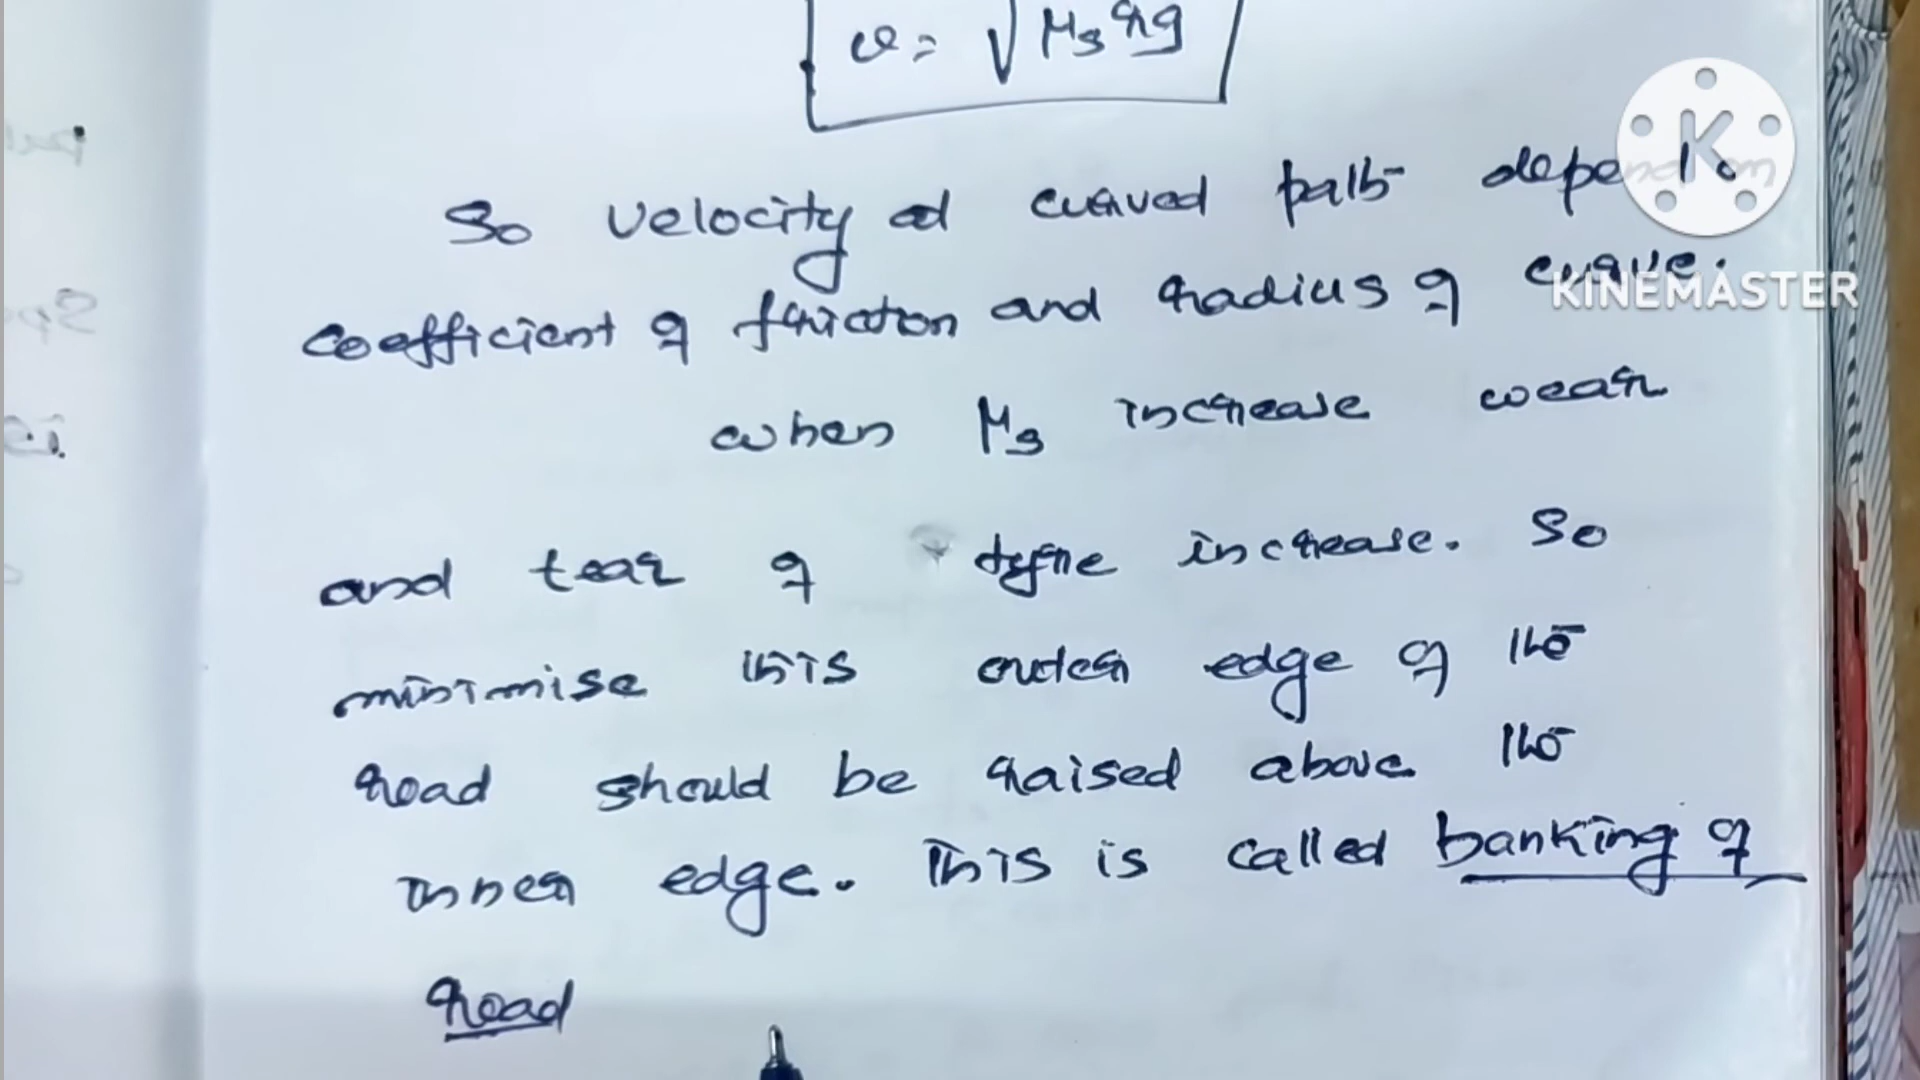 v = √μs rg
So velocity at curved path depend on
coefficient of friction and radius of curve.
when μs increase wear
and tear of tyre increase. So
minimise this outer edge of the
road should be raised above the
inner edge. This is called banking of
road
K
KINEMASTER